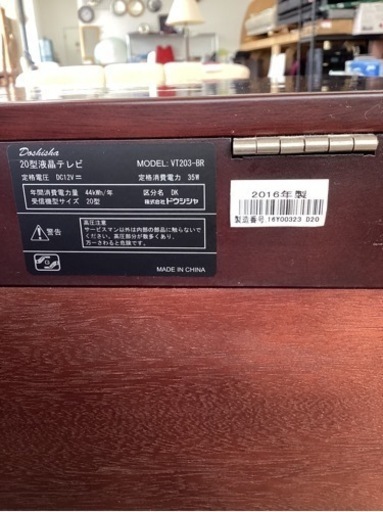 Doshisha
20型液晶テレビ MODEL: VT203-BR
定格電圧 DC12V⎓ 定格消費電力 35W
年間消費電力量 44kWh/年 区分名 DK
受信機型サイズ 20型 株式会社ドウシシャ
警告
高圧注意
サービスマン以外は内部の部品に触らないでください。高圧部分が数多くあり、万一さわると危険です。
MADE IN CHINA
2016年製
製造番号:16Y00323 020